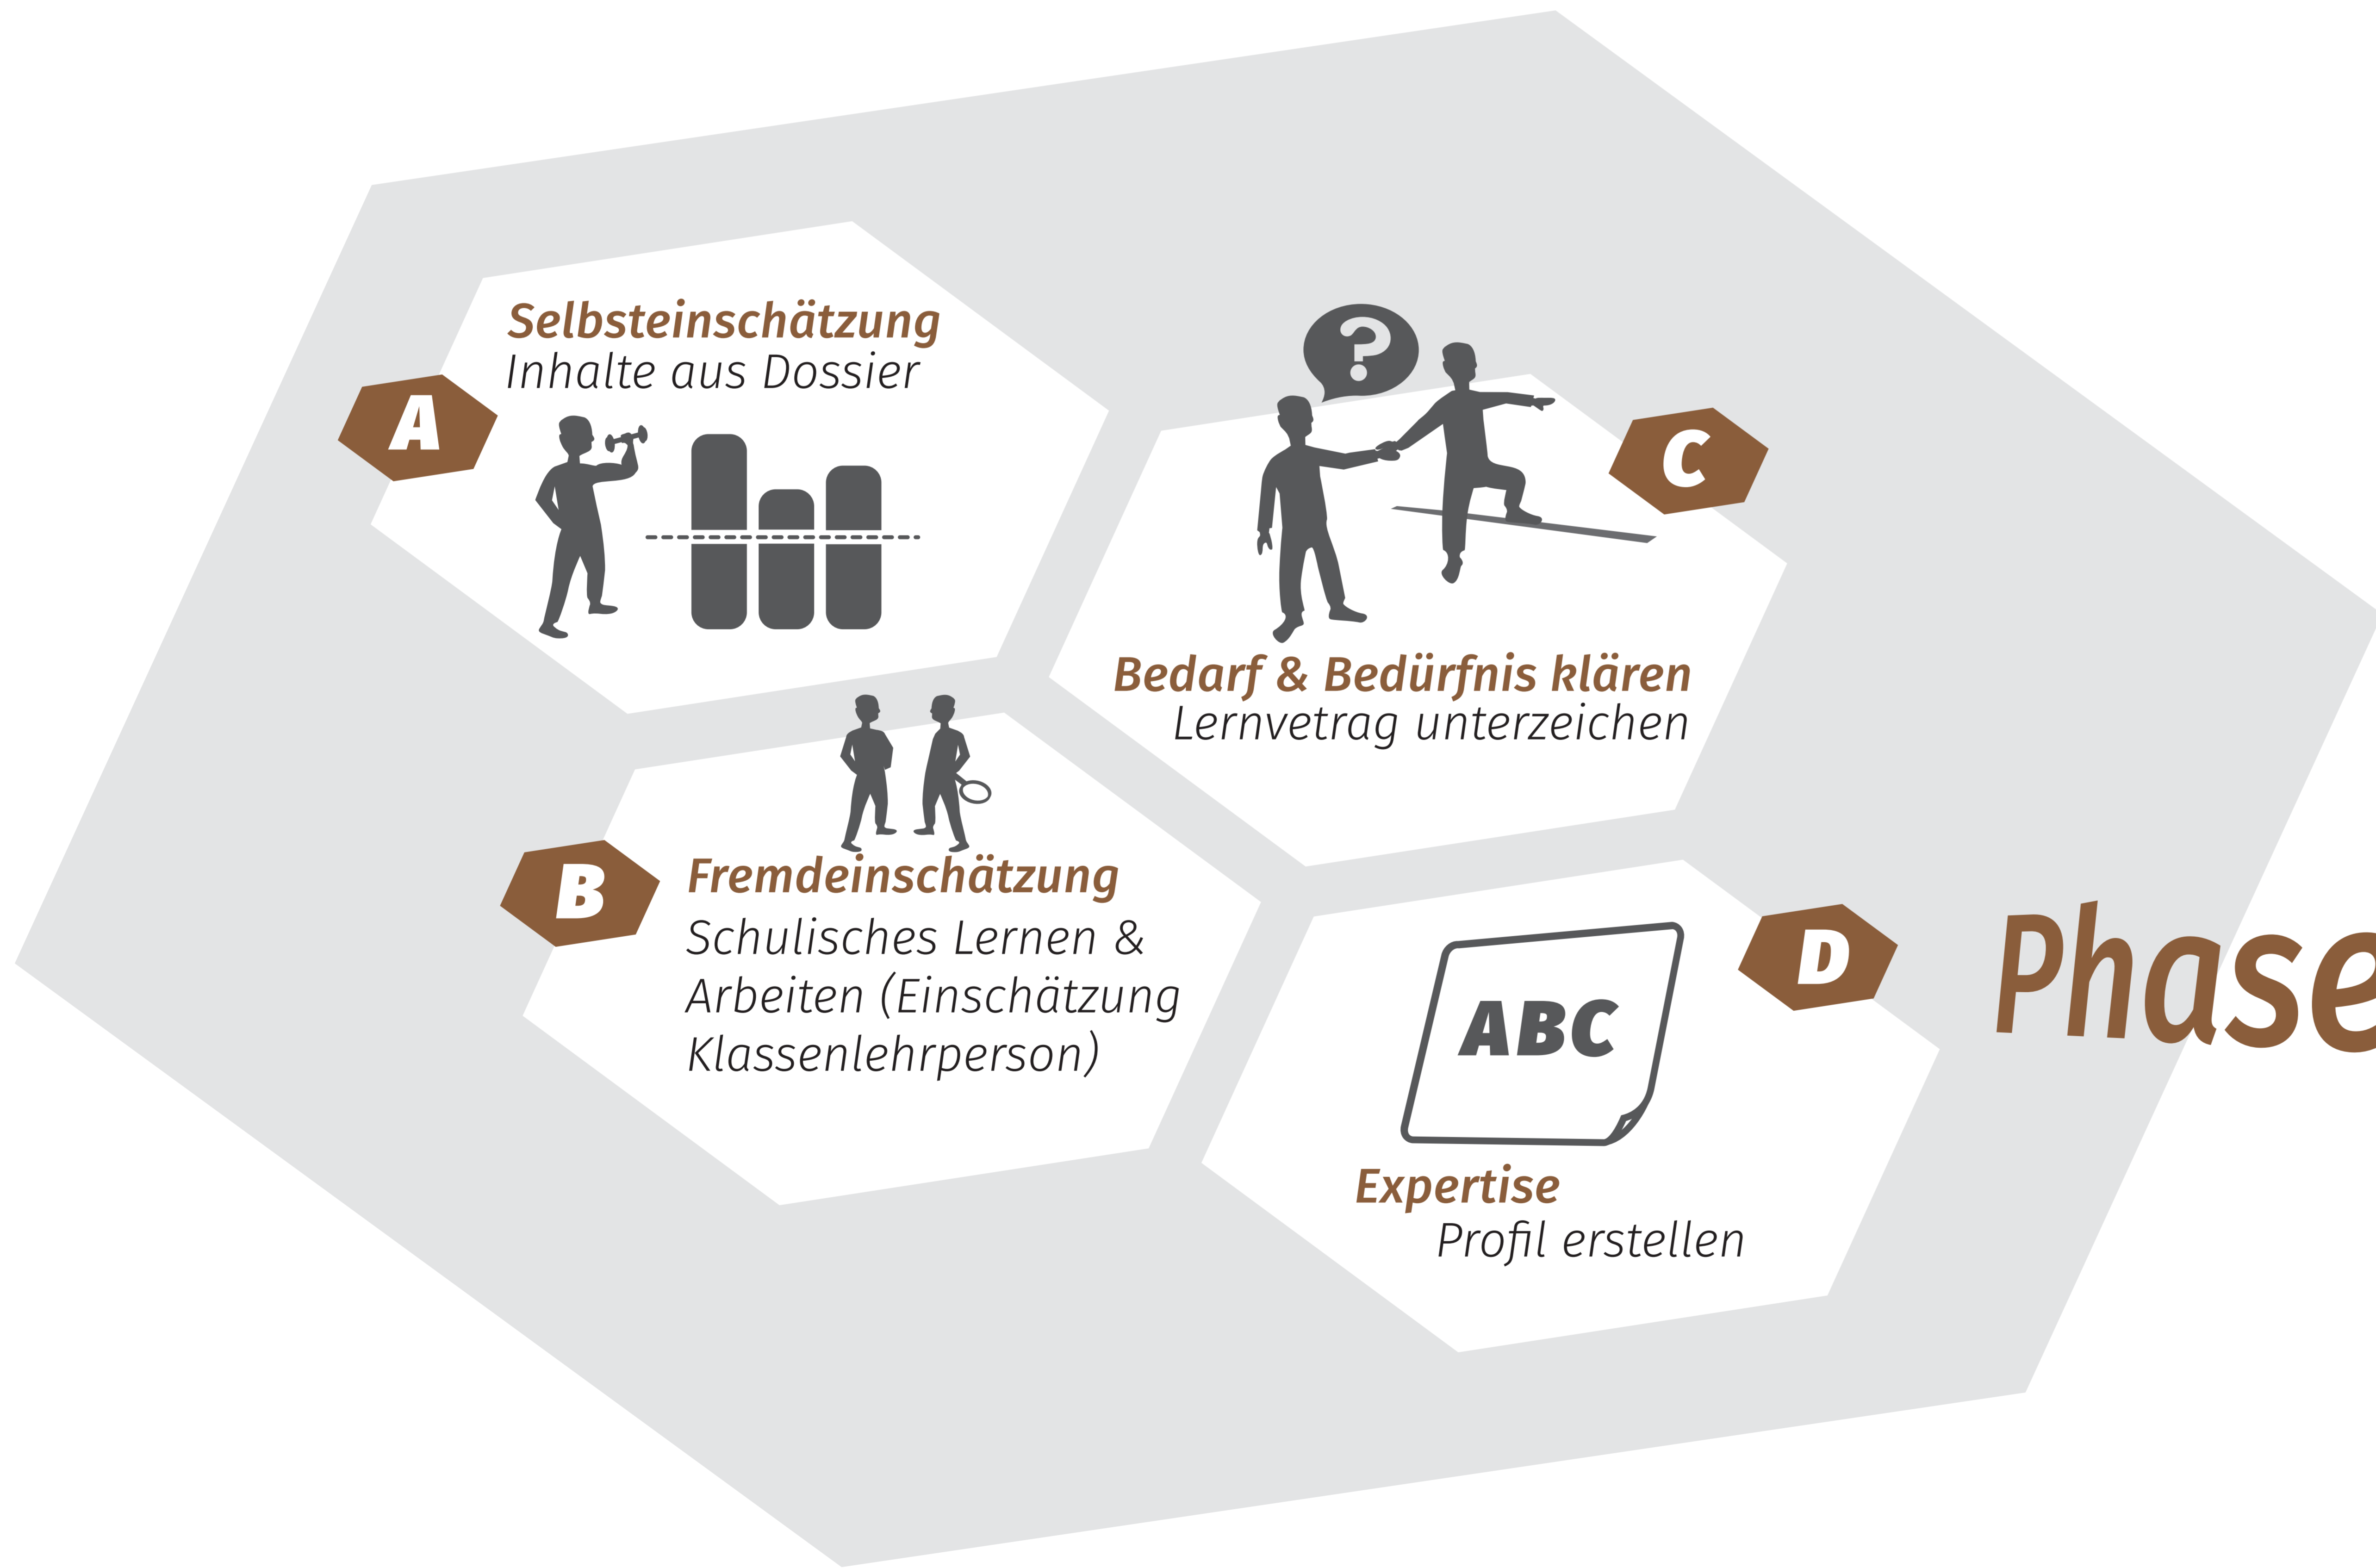 A
Selbsteinschätzung
Inhalte aus Dossier
B
Fremdeinschätzung
Schulisches Lernen &
Arbeiten (Einschätzung
Klassenlehrperson)
?
C
Bedarf & Bedürfnis klären
Lernvetrag unterzeichen
D
ABC
Expertise
Profil erstellen
Phase